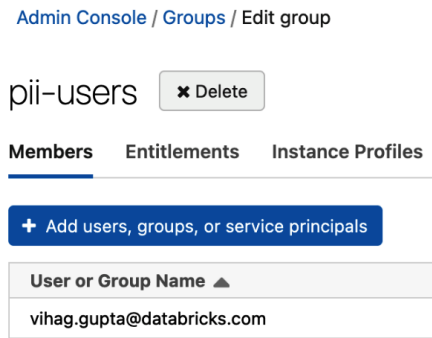 Admin Console / Groups / Edit group
pii-users
Delete
Members Entitlements Instance Profiles
+ Add users, groups, or service principals
User or Group Name
vihag.gupta@databricks.com